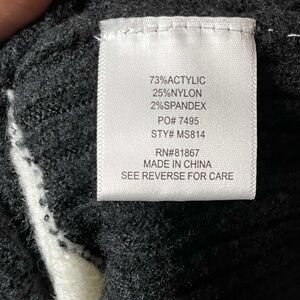 73%ACTYLIC
25%NYLON
2%SPANDEX
PO# 7495
STY# MS814
RN#81867
MADE IN CHINA
SEE REVERSE FOR CARE